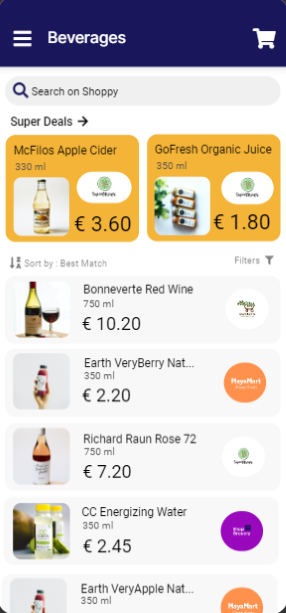 Beverages
Search on Shoppy
Super Deals
McFilos Apple Cider
330 ml
€ 3.60
GoFresh Organic Juice
350 ml
€ 1.80
Sort by : Best Match
Filters
Bonneverte Red Wine
750 ml
€ 10.20
Earth VeryBerry Nat...
350 ml
MayaMart
€ 2.20
Richard Raun Rose 72
750 ml
€ 7.20
CC Energizing Water
350 ml
€ 2.45
Earth VeryApple Nat...
350 ml
MayaMart